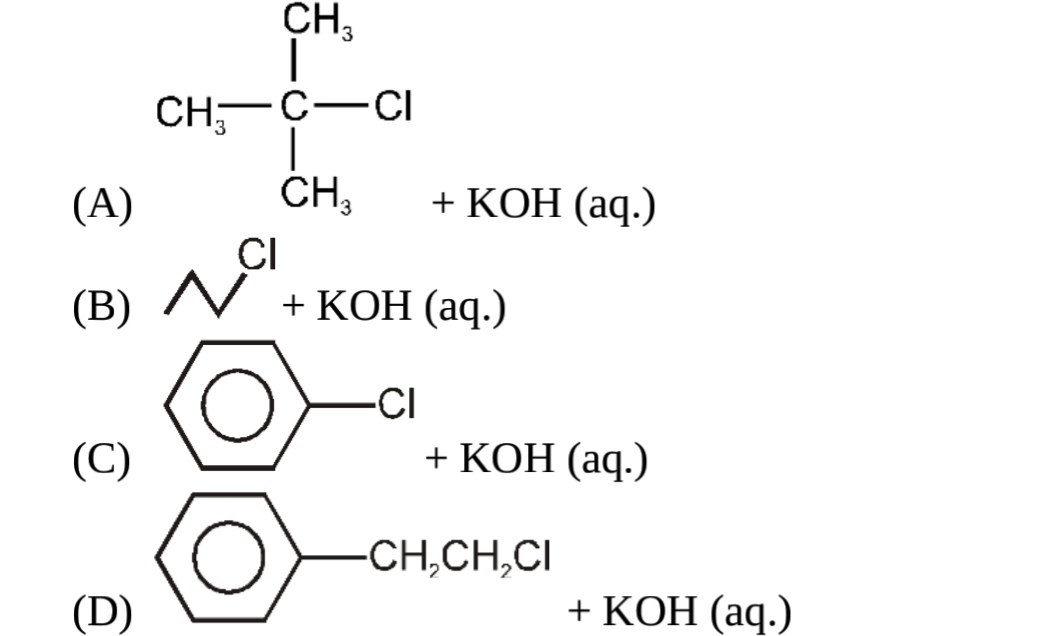 CH₃
CH₃ — C — Cl
CH₃
(A) + KOH (aq.)
Cl
(B) + KOH (aq.)
Cl
(C) + KOH (aq.)
CH₂CH₂Cl
(D) + KOH (aq.)